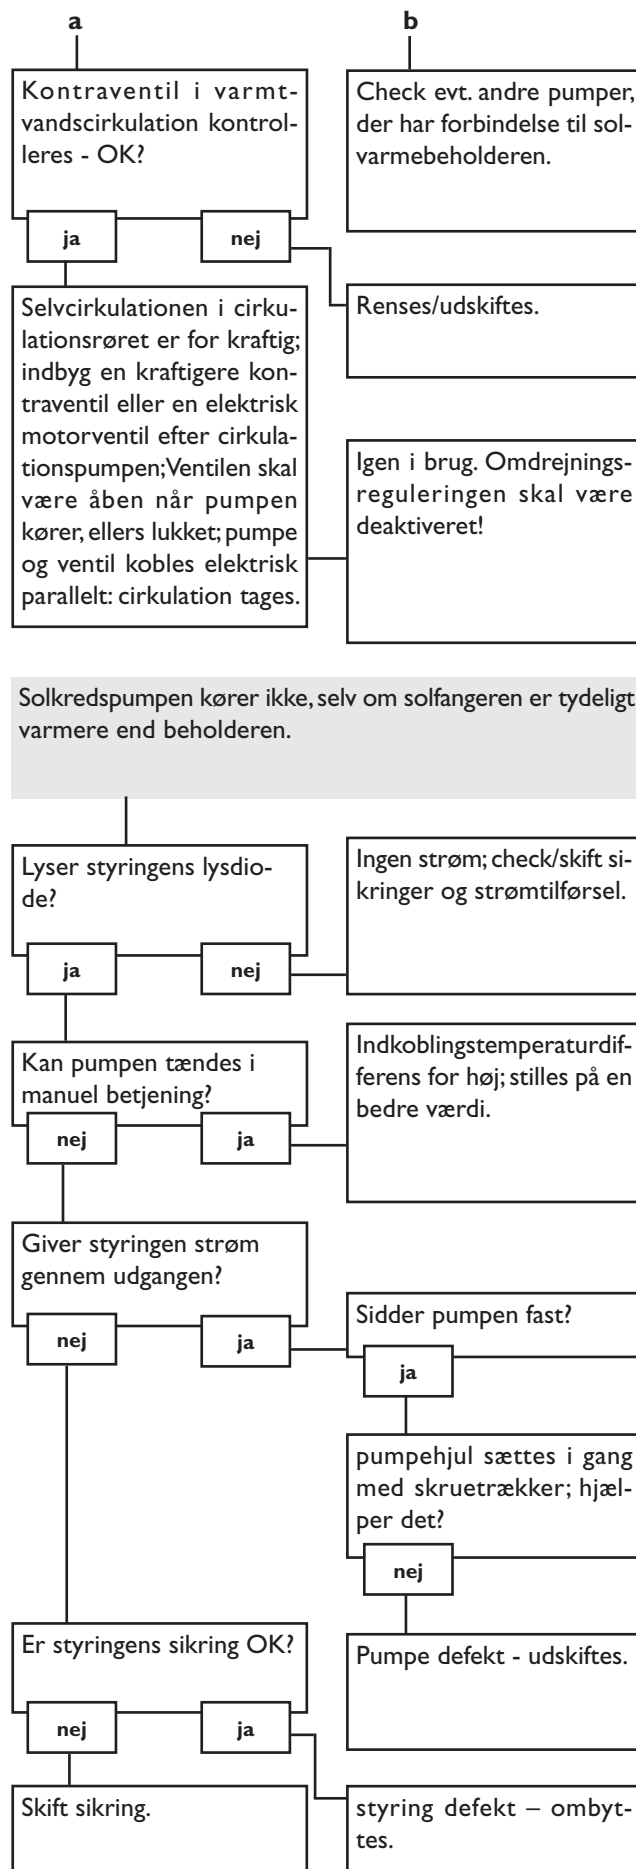 a
b
Kontraventil i varmt-
vandscirkulation kontrol-
leres - OK?
ja
nej
Check evt. andre pumper,
der har forbindelse til sol-
varmebeholderen.
Renses/udskiftes.
Selvcirkulationen i cirku-
lationsrøret er for kraftig;
indbyg en kraftigere kon-
traventil eller en elektrisk
motorventil efter cirkula-
tionspumpen; Ventilen skal
være åben når pumpen
kører, ellers lukket; pumpe
og ventil kobles elektrisk
parallelt: cirkulation tages.
Igen i brug. Omdrejnings-
reguleringen skal være
deaktiveret!
Solkredspumpen kører ikke, selv om solfangeren er tydeligt
varmere end beholderen.
Lyser styringens lysdio-
de?
ja
nej
Ingen strøm; check/skift si-
kringer og strømtilførsel.
Kan pumpen tændes i
manuel betjening?
nej
ja
Indkoblingstemperaturdif-
ferens for høj; stilles på en
bedre værdi.
Giver styringen strøm
gennem udgangen?
nej
ja
Sidder pumpen fast?
ja
pumpehjul sættes i gang
med skruetrækker; hjæl-
per det?
nej
Pumpe defekt - udskiftes.
Er styringens sikring OK?
nej
ja
Skift sikring.
styring defekt – ombyt-
tes.